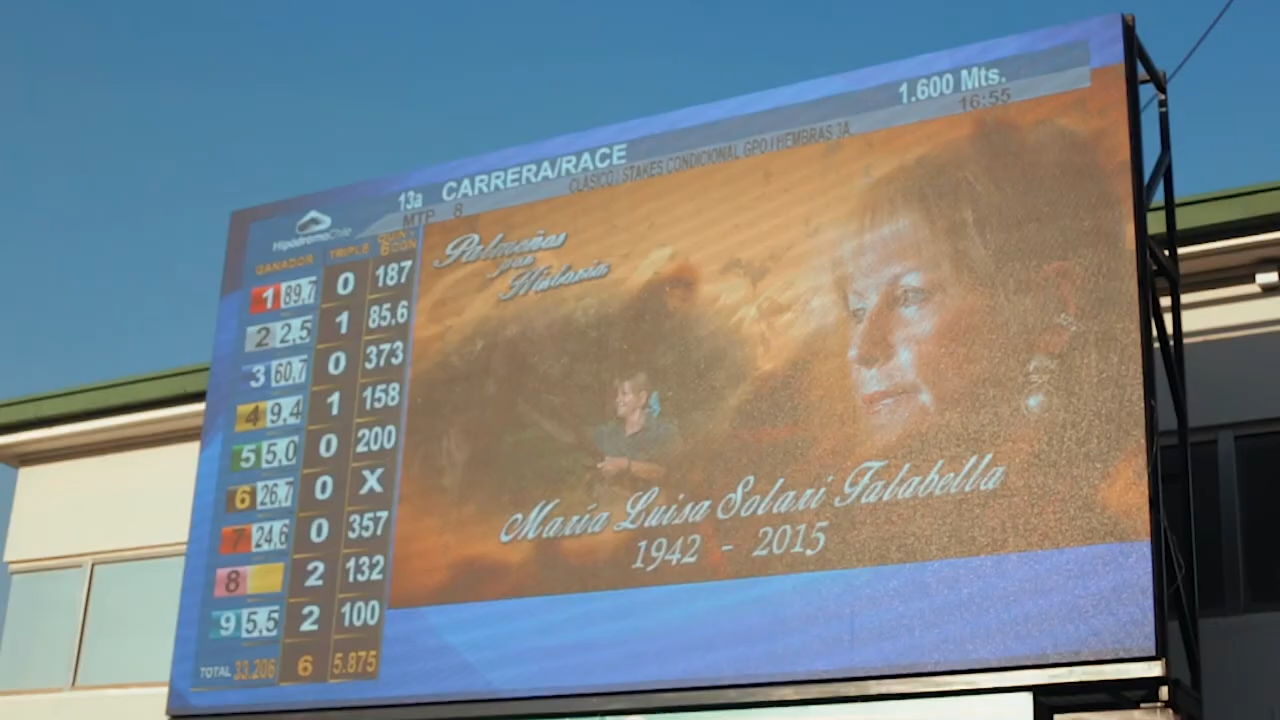 1.600 Mts.
16:55
13a CARRERA/RACE
CLASICO: STAKES CONDICIONAL GPO I HEMBRAS 3A
MTP 8
HipódromoChile
GANADOR TRIPLE
1 89,7 0 187
2 2.5 1 85.6
3 60.7 0 373
4 9.4 1 158
5 5.0 0 200
6 26.7 0 X
7 24.6 0 357
8 2 132
9 5.5 2 100
TOTAL 33.206 6 5.875
Palmeñas
por
María Luisa Solari Falabella
1942 - 2015